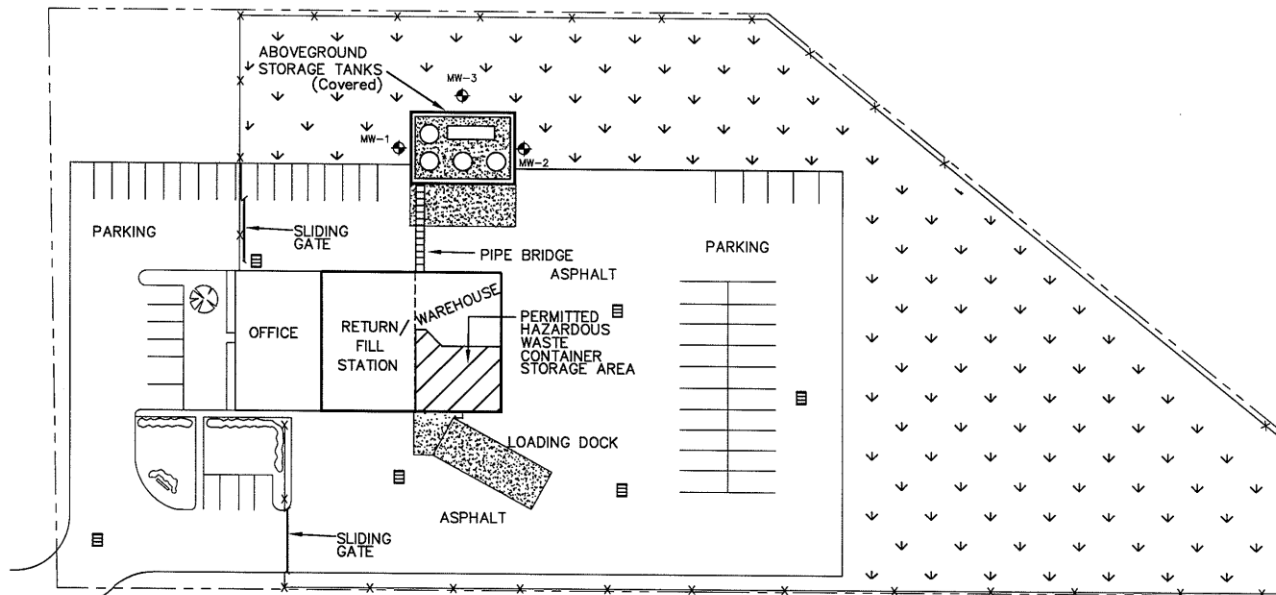 ABOVEGROUND
STORAGE TANKS
(Covered)
MW-3
MW-1
MW-2
PARKING
SLIDING
GATE
PIPE BRIDGE
ASPHALT
PARKING
OFFICE
RETURN/
FILL
STATION
WAREHOUSE
PERMITTED
HAZARDOUS
WASTE
CONTAINER
STORAGE AREA
LOADING DOCK
ASPHALT
SLIDING
GATE